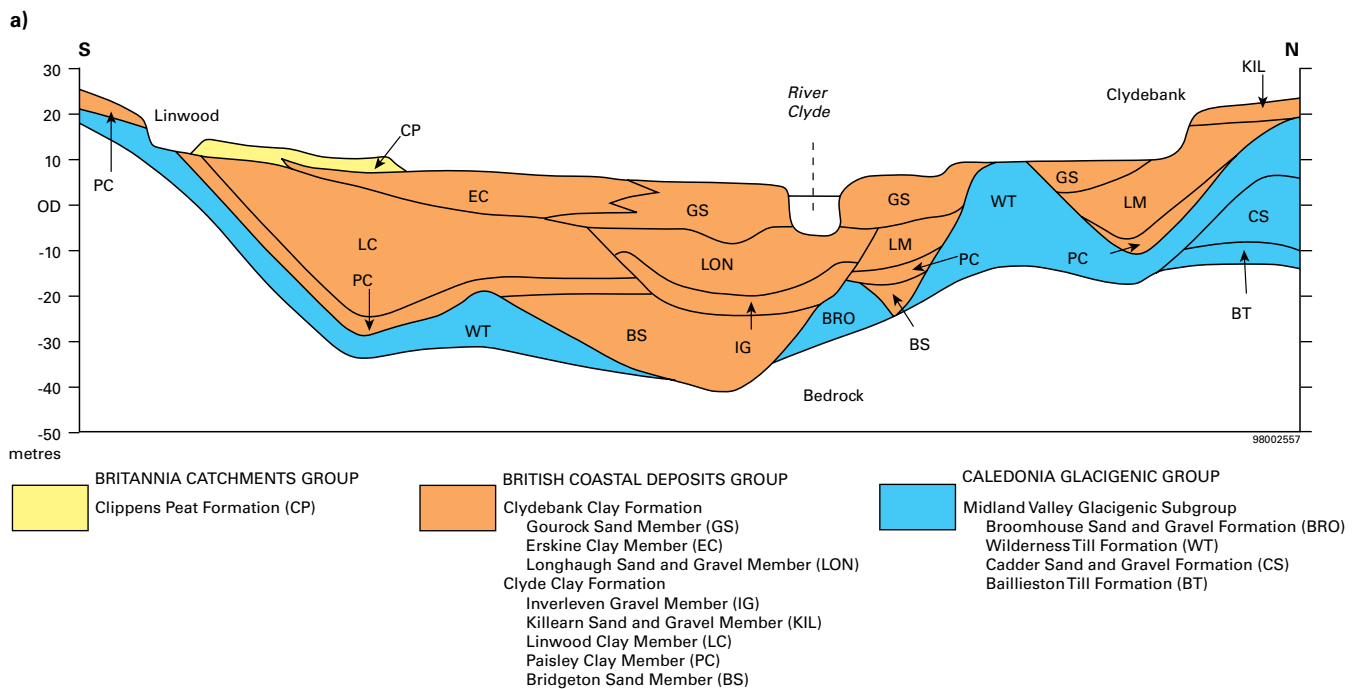 a)
S
N
KIL
30
20
10
OD
-10
-20
-30
-40
-50
metres
Linwood
River
Clyde
Clydebank
CP
PC
EC
GS
GS
GS
WT
LM
CS
LC
LON
LM
PC
PC
PC
WT
BS
IG
BRO
BS
BT
Bedrock
98002557
BRITANNIA CATCHMENTS GROUP
Clippens Peat Formation (CP)
BRITISH COASTAL DEPOSITS GROUP
Clydebank Clay Formation
Gourock Sand Member (GS)
Erskine Clay Member (EC)
Longhaugh Sand and Gravel Member (LON)
Clyde Clay Formation
Inverleven Gravel Member (IG)
Killearn Sand and Gravel Member (KIL)
Linwood Clay Member (LC)
Paisley Clay Member (PC)
Bridgeton Sand Member (BS)
CALEDONIA GLACIGENIC GROUP
Midland Valley Glacigenic Subgroup
Broomhouse Sand and Gravel Formation (BRO)
Wilderness Till Formation (WT)
Cadder Sand and Gravel Formation (CS)
Baillieston Till Formation (BT)